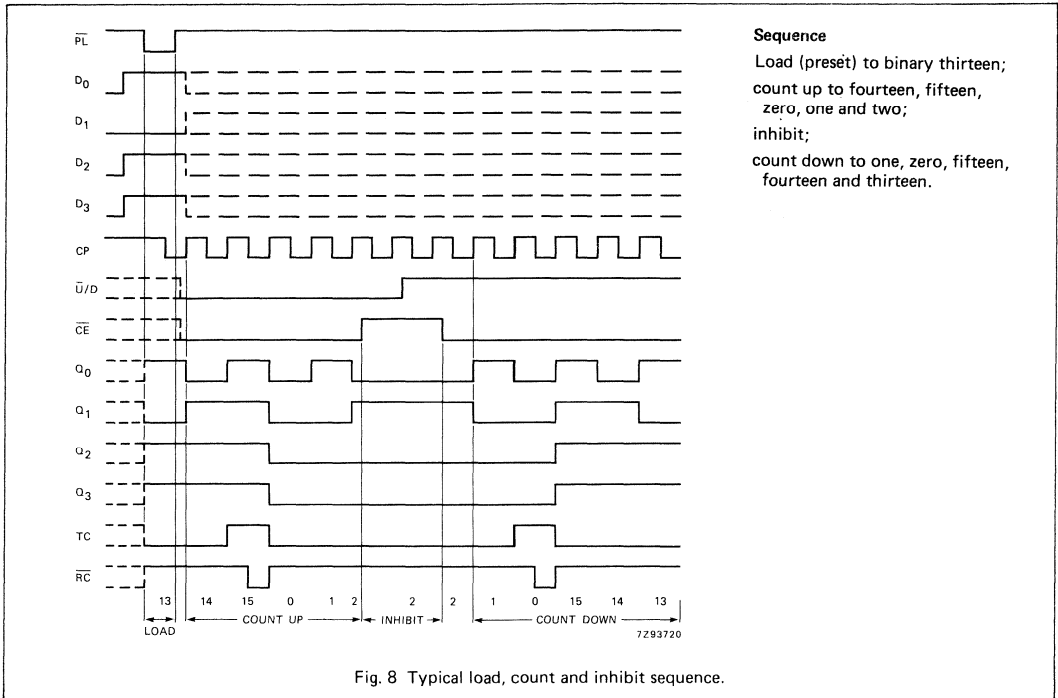 PL
D0
D1
D2
D3
CP
U/D
CE
Q0
Q1
Q2
Q3
TC
RC
13 14 15 0 1 2 2 2 1 0 15 14 13
LOAD COUNT UP INHIBIT COUNT DOWN
7Z93720
Sequence
Load (preset) to binary thirteen;
count up to fourteen, fifteen,
zero, one and two;
inhibit;
count down to one, zero, fifteen,
fourteen and thirteen.
Fig. 8 Typical load, count and inhibit sequence.